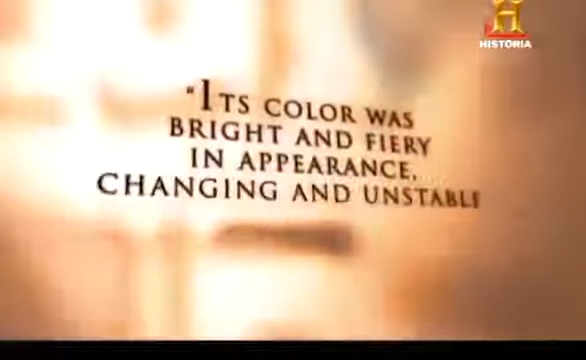 H
HISTORIA
"ITS COLOR WAS
BRIGHT AND FIERY
IN APPEARANCE,
CHANGING AND UNSTABLE